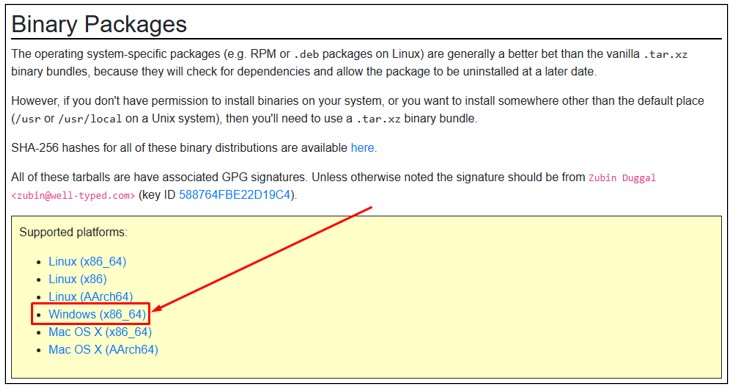 Binary Packages
The operating system-specific packages (e.g. RPM or .deb packages on Linux) are generally a better bet than the vanilla .tar.xz
binary bundles, because they will check for dependencies and allow the package to be uninstalled at a later date.
However, if you don't have permission to install binaries on your system, or you want to install somewhere other than the default place
(/usr or /usr/local on a Unix system), then you'll need to use a .tar.xz binary bundle.
SHA-256 hashes for all of these binary distributions are available here.
All of these tarballs are have associated GPG signatures. Unless otherwise noted the signature should be from Zubin Duggal
<zubin@well-typed.com> (key ID 588764FBE22D19C4).
Supported platforms:
• Linux (x86_64)
• Linux (x86)
• Linux (AArch64)
• Windows (x86_64)
• Mac OS X (x86_64)
• Mac OS X (AArch64)